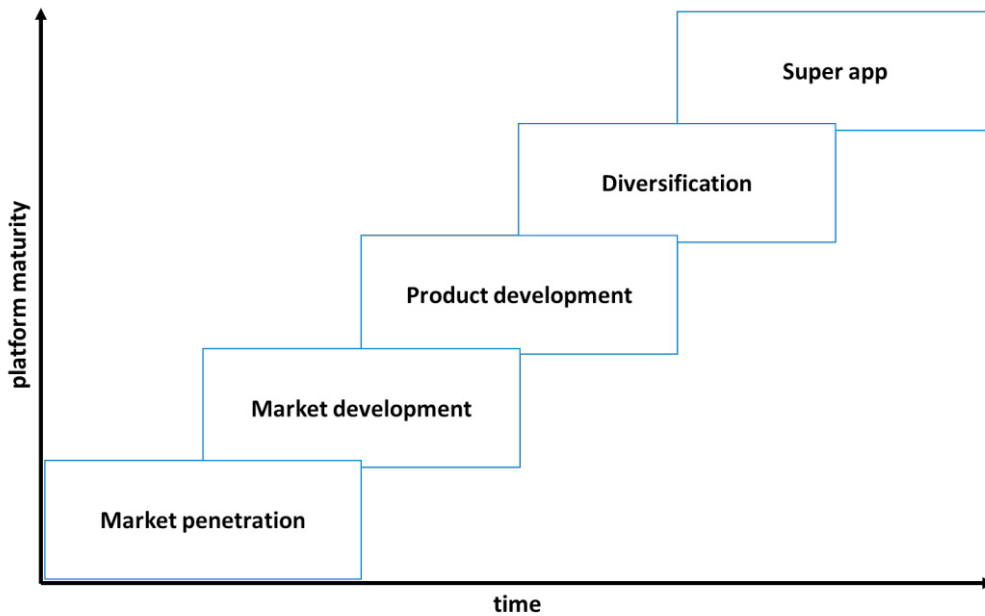 Super app
Diversification
Product development
Market development
Market penetration
platform maturity
time